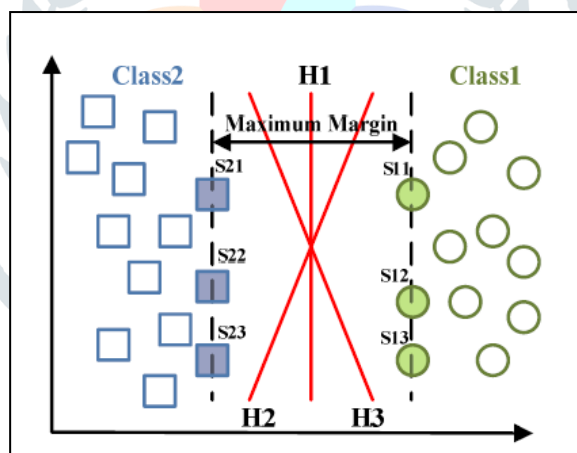 Class2
H1
Class1
Maximum Margin
S21
S11
S22
S12
S23
S13
H2
H3